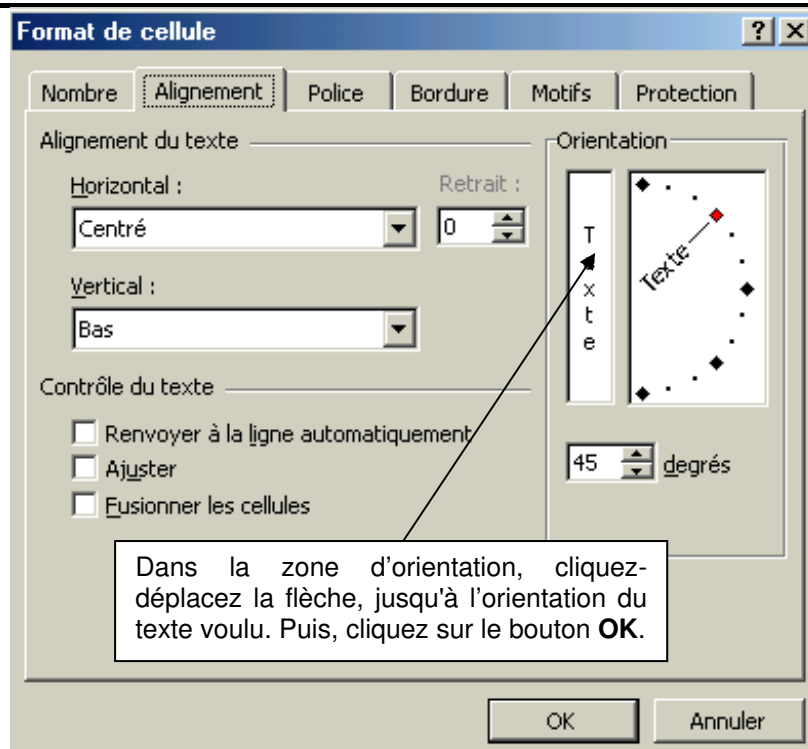 Format de cellule
Nombre Alignement Police Bordure Motifs Protection
Alignement du texte
Horizontal :
Retrait :
Centré
0
Vertical :
Bas
Contrôle du texte
Renvoyer à la ligne automatiquement
Ajuster
Fusionner les cellules
Orientation
T
x
t
e
Texte
45 degrés
Dans la zone d'orientation, cliquez-
déplacez la flèche, jusqu'à l'orientation du
texte voulu. Puis, cliquez sur le bouton OK.
OK Annuler